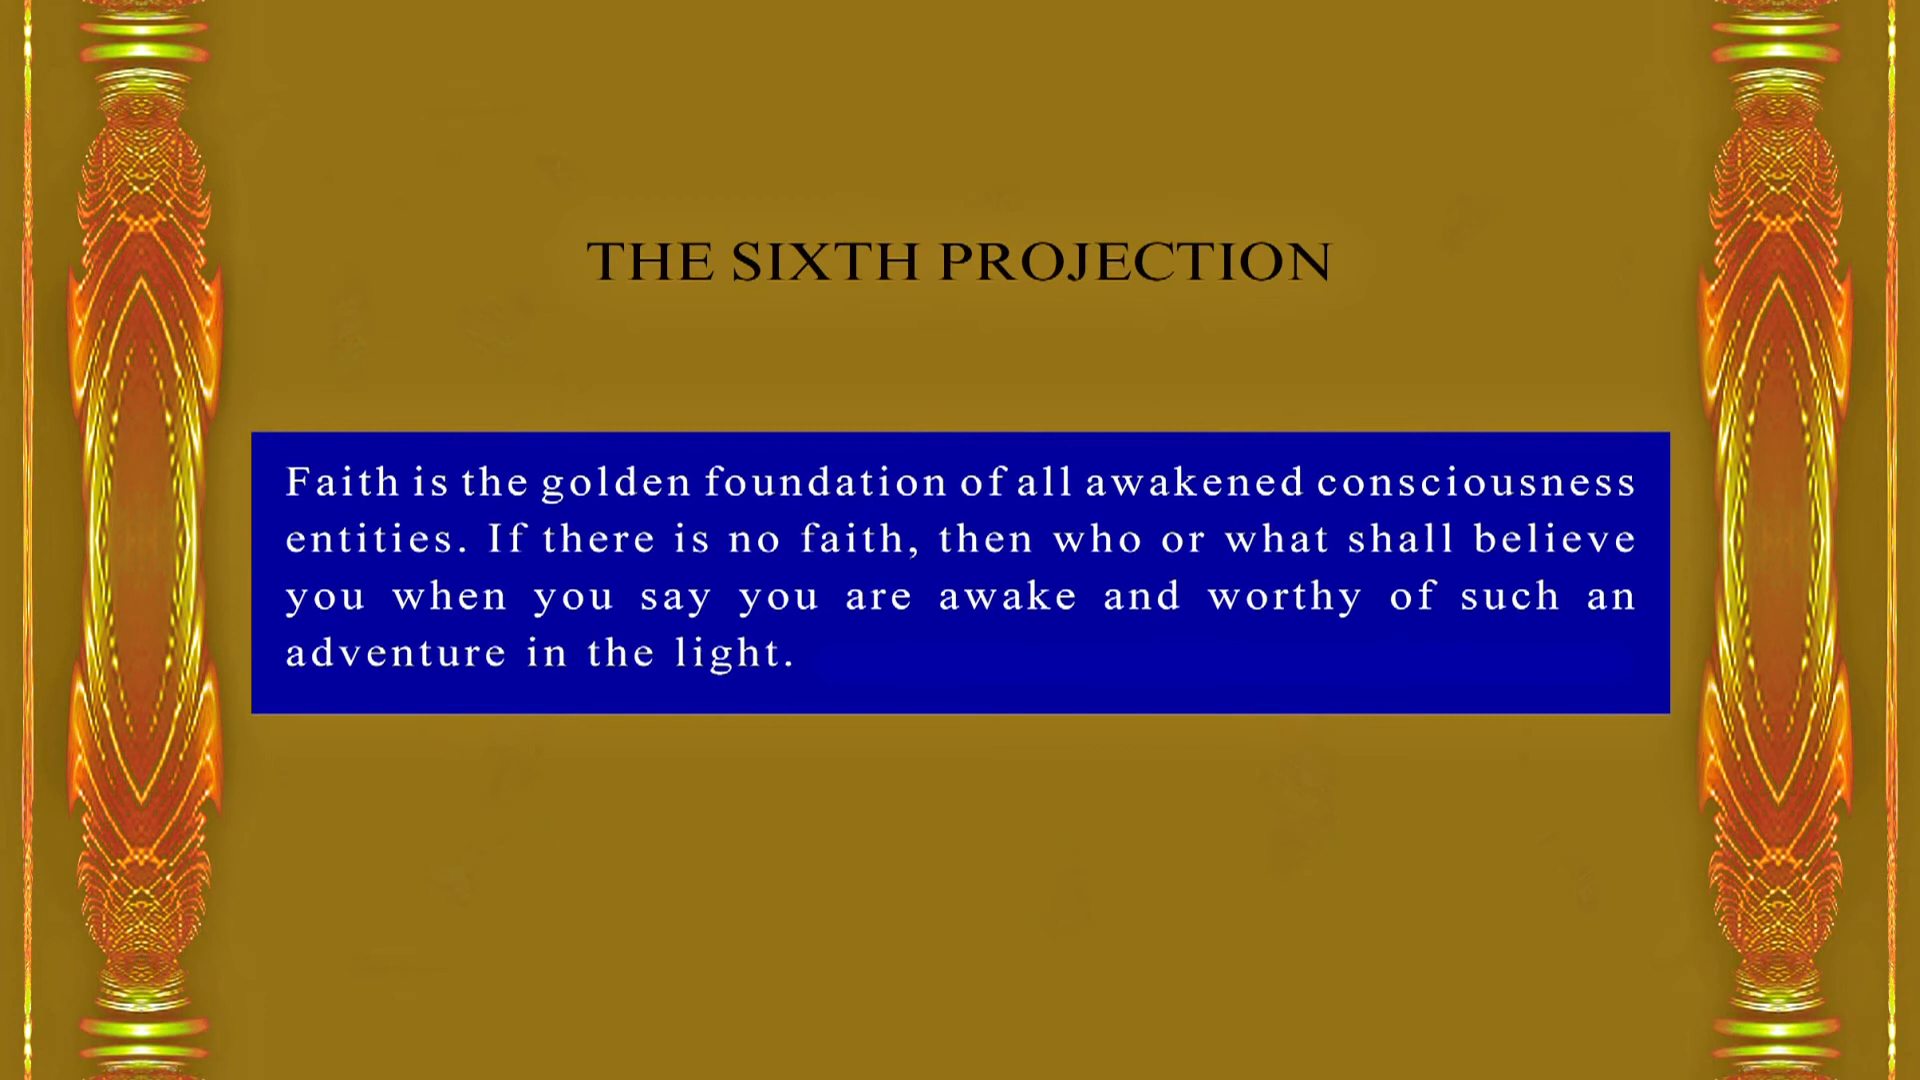 THE SIXTH PROJECTION
Faith is the golden foundation of all awakened consciousness
entities. If there is no faith, then who or what shall believe
you when you say you are awake and worthy of such an
adventure in the light.